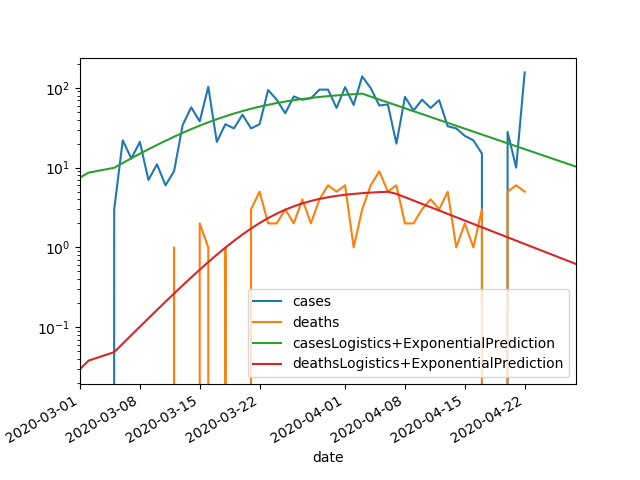 10²
10¹
10⁰
10⁻¹
cases
deaths
casesLogistics+ExponentialPrediction
deathsLogistics+ExponentialPrediction
2020-03-01
2020-03-08
2020-03-15
2020-03-22
2020-04-01
2020-04-08
2020-04-15
2020-04-22
date